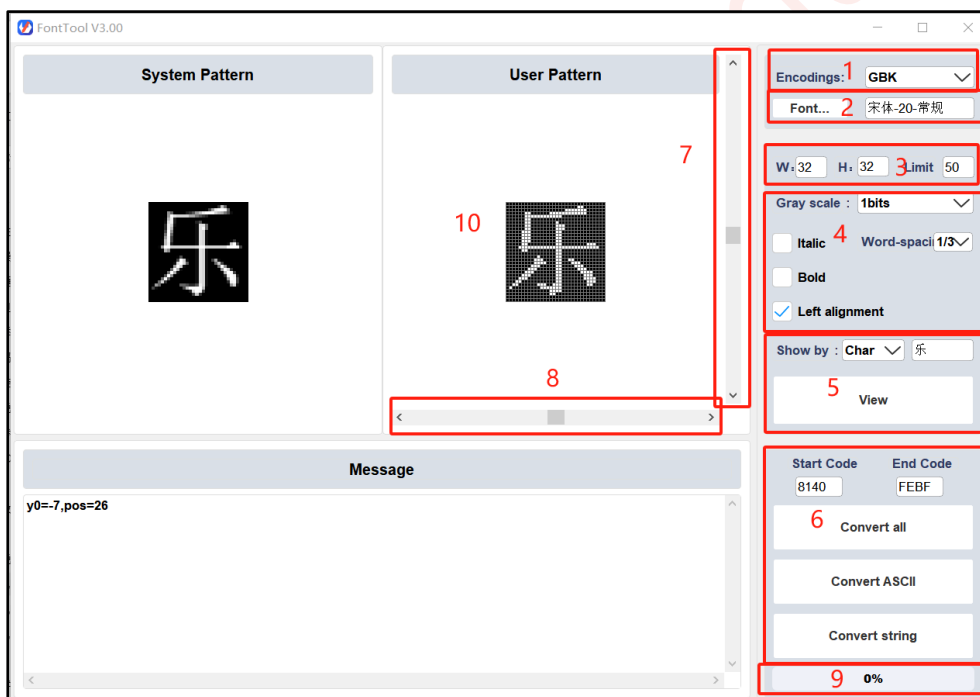 FontTool V3.00
System Pattern
User Pattern
乐
乐
10
7
8
Encodings: 1 GBK
Font... 2 宋体-20-常规
W: 32 H: 32 3 Limit 50
Gray scale : 1bits
Italic 4 Word-spaci 1/3
Bold
Left alignment
Show by : Char 乐
5 View
Start Code End Code
8140 FEBF
6 Convert all
Convert ASCII
Convert string
9 0%
Message
y0=-7,pos=26